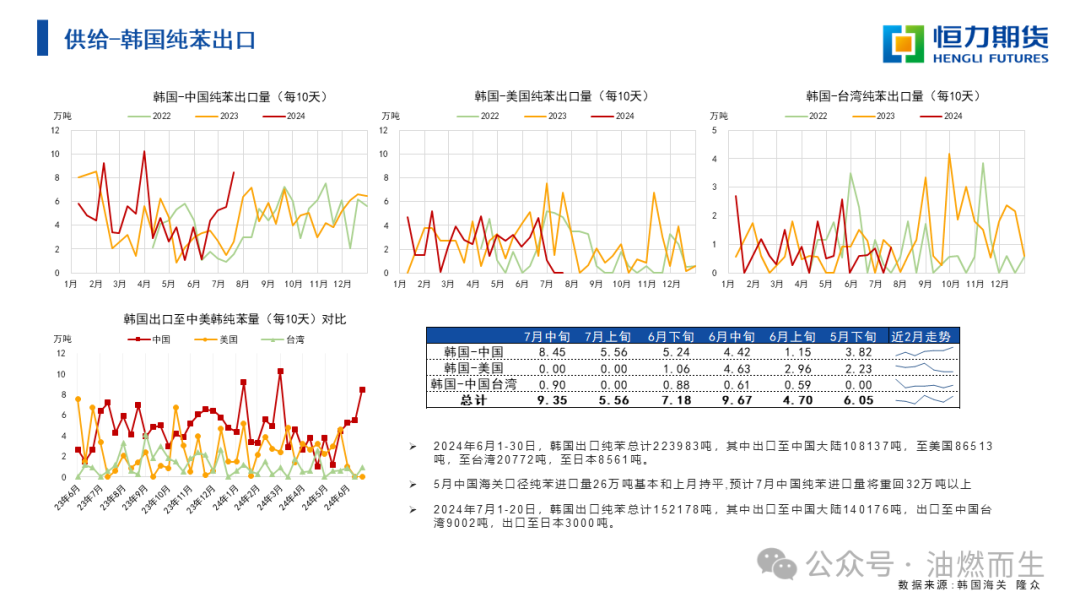 供给-韩国纯苯出口
恒力期货
HENGLI FUTURES
韩国-中国纯苯出口量（每10天）
万吨
2022 2023 2024
12
10
8
6
4
2
0
1月 2月 3月 4月 5月 6月 7月 8月 9月 10月 11月 12月
韩国-美国纯苯出口量（每10天）
万吨
2022 2023 2024
12
10
8
6
4
2
0
1月 2月 3月 4月 5月 6月 7月 8月 9月 10月 11月 12月
韩国-台湾纯苯出口量（每10天）
万吨
2022 2023 2024
5
4
3
2
1
0
1月 2月 3月 4月 5月 6月 7月 8月 9月 10月 11月 12月
韩国出口至中美韩纯苯量（每10天）对比
万吨
中国 美国 台湾
12
10
8
6
4
2
0
23年6月 23年7月 23年8月 23年9月 23年10月 23年11月 23年12月 24年1月 24年2月 24年3月 24年4月 24年5月 24年6月
7月中旬 7月上旬 6月下旬 6月中旬 6月上旬 5月下旬 近2月走势
韩国-中国 8.45 5.56 5.24 4.42 1.15 3.82
韩国-美国 0.00 0.00 1.06 4.63 2.96 2.23
韩国-中国台湾 0.90 0.00 0.88 0.61 0.59 0.00
总计 9.35 5.56 7.18 9.67 4.70 6.05
➢ 2024年6月1-30日，韩国出口纯苯总计223983吨，其中出口至中国大陆108137吨，至美国86513
吨，至台湾20772吨，至日本8561吨。
➢ 5月中国海关口径纯苯进口量26万吨基本和上月持平,预计7月中国纯苯进口量将重回32万吨以上
➢ 2024年7月1-20日，韩国出口纯苯总计152178吨，其中出口至中国大陆140176吨，出口至中国台
湾9002吨，出口至日本3000吨。
公众号·油燃而生
数据来源:韩国海关 隆众